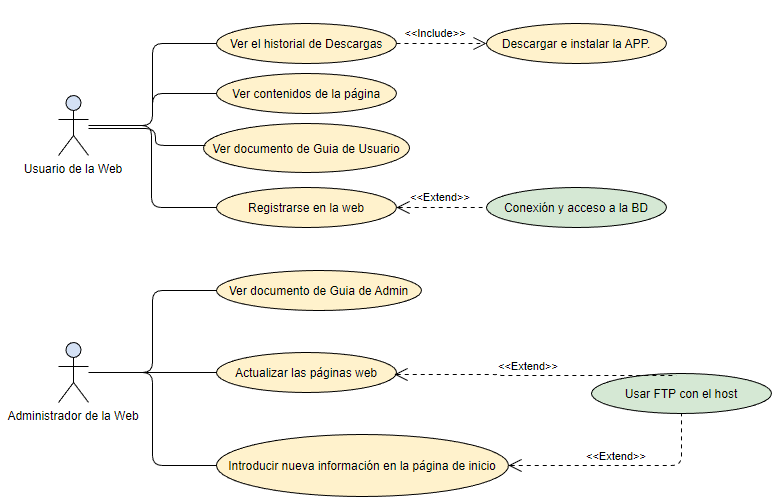 Ver el historial de Descargas
<<Include>>
Descargar e instalar la APP.
Ver contenidos de la página
Usuario de la Web
Ver documento de Guia de Usuario
Registrarse en la web
<<Extend>>
Conexión y acceso a la BD
Ver documento de Guia de Admin
Administrador de la Web
Actualizar las páginas web
<<Extend>>
Usar FTP con el host
<<Extend>>
Introducir nueva información en la página de inicio